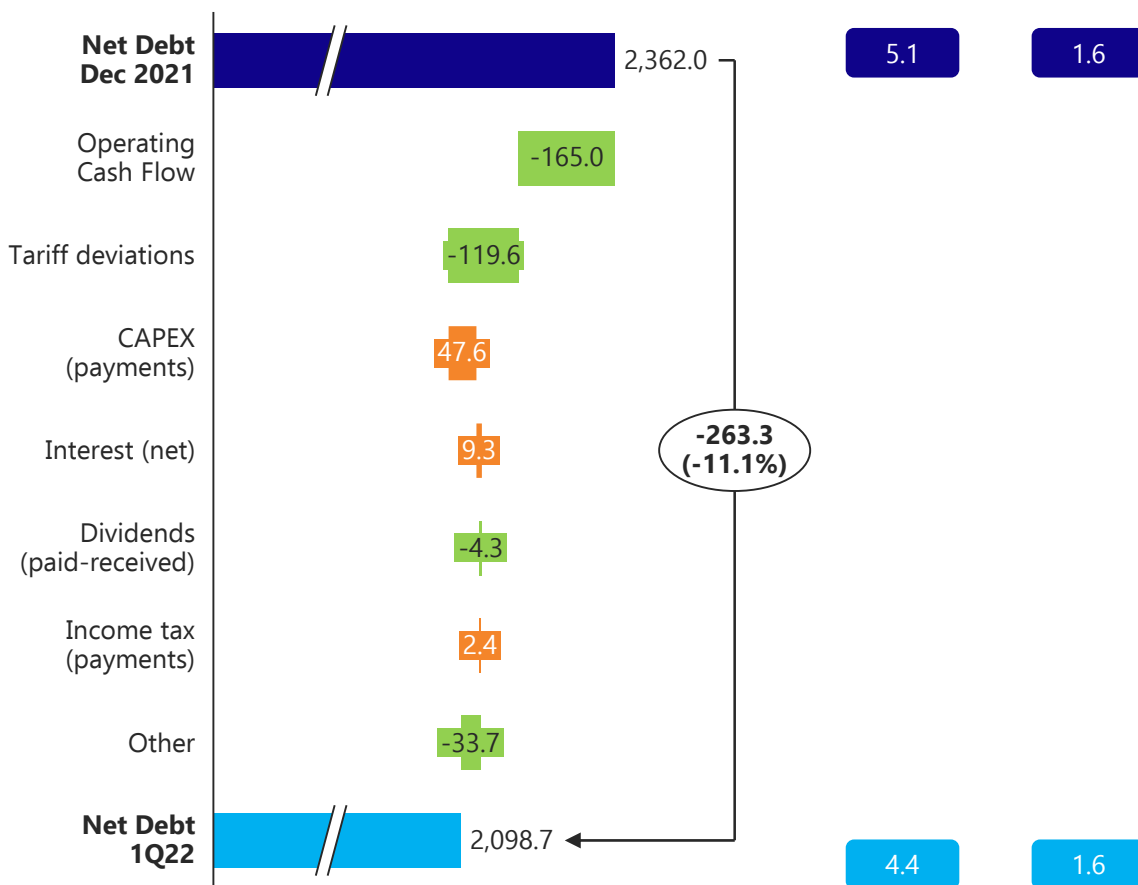 Net Debt
Dec 2021
2,362.0
5.1
1.6
Operating
Cash Flow
-165.0
Tariff deviations
-119.6
CAPEX
(payments)
47.6
Interest (net)
9.3
-263.3
(-11.1%)
Dividends
(paid-received)
-4.3
Income tax
(payments)
2.4
Other
-33.7
Net Debt
1Q22
2,098.7
4.4
1.6